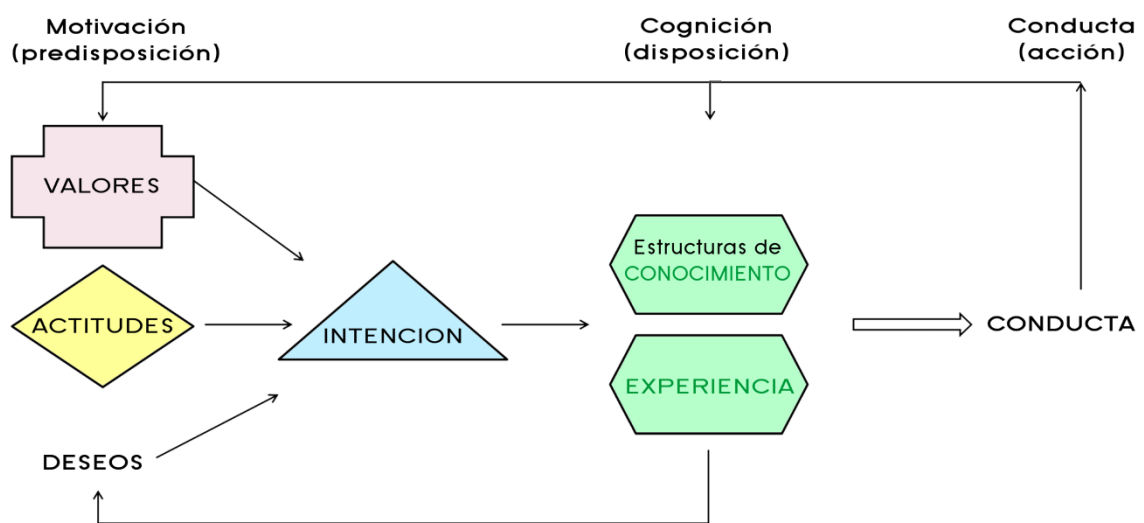 Motivación
(predisposición)
Cognición
(disposición)
Conducta
(acción)
VALORES
Estructuras de
CONOCIMIENTO
ACTITUDES
INTENCION
CONDUCTA
EXPERIENCIA
DESEOS